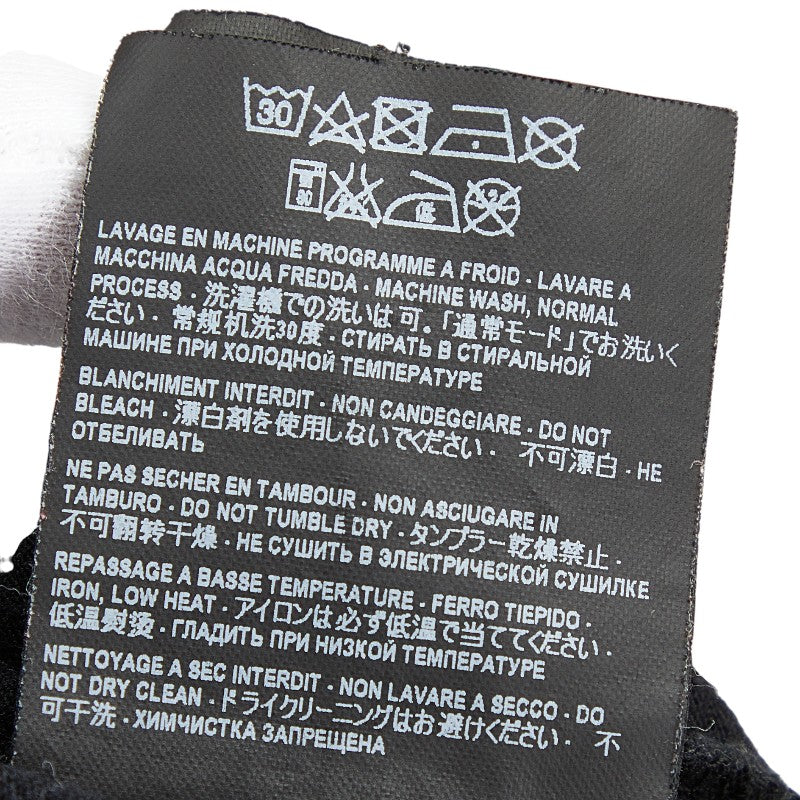 30
30
LAVAGE EN MACHINE PROGRAMME A FROID · LAVARE A
MACCHINA ACQUA FREDDA · MACHINE WASH, NORMAL
PROCESS · 洗濯機での洗いは可.「通常モード」でお洗いく
ださい. 常规机洗30度 · СТИРАТЬ В СТИРАЛЬНОЙ
МАШИНЕ ПРИ ХОЛОДНОЙ ТЕМПЕРАТУРЕ
BLANCHIMENT INTERDIT · NON CANDEGGIARE · DO NOT
BLEACH · 漂白剤を使用しないでください. 不可漂白 · НЕ
ОТБЕЛИВАТЬ
NE PAS SECHER EN TAMBOUR · NON ASCIUGARE IN
TAMBURO · DO NOT TUMBLE DRY · タンブラー乾燥禁止 ·
不可翻转干燥 · НЕ СУШИТЬ В ЭЛЕКТРИЧЕСКОЙ СУШИЛКЕ
REPASSAGE A BASSE TEMPERATURE · FERRO TIEPIDO ·
IRON, LOW HEAT · アイロンは必ず低温で当ててください.
低温熨烫 · ГЛАДИТЬ ПРИ НИЗКОЙ ТЕМПЕРАТУРЕ
NETTOYAGE A SEC INTERDIT · NON LAVARE A SECCO · DO
NOT DRY CLEAN · ドライクリーニングはお避けください. 不
可干洗 · ХИМЧИСТКА ЗАПРЕЩЕНА